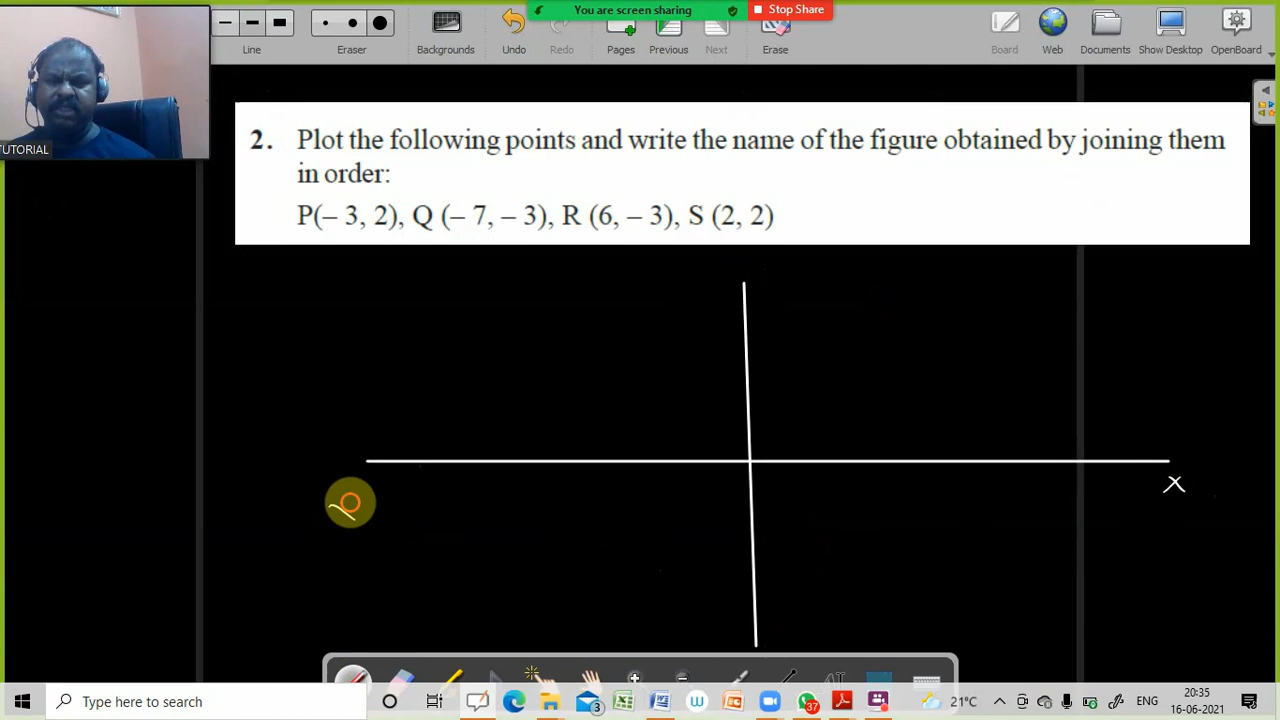 You are screen sharing
Stop Share
Line
Eraser
Backgrounds
Undo
Redo
Pages
Previous
Next
Erase
Board
Web
Documents
Show Desktop
OpenBoard
TUTORIAL
2. Plot the following points and write the name of the figure obtained by joining them
in order:
P(– 3, 2), Q (– 7, – 3), R (6, – 3), S (2, 2)
X
Type here to search
3
37
21°C
ENG
20:35
16-06-2021